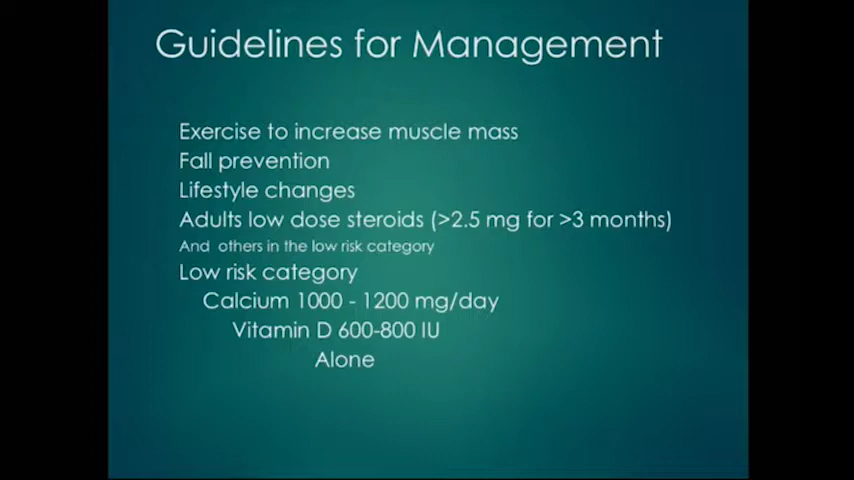 Guidelines for Management
Exercise to increase muscle mass
Fall prevention
Lifestyle changes
Adults low dose steroids (>2.5 mg for >3 months)
And others in the low risk category
Low risk category
Calcium 1000 - 1200 mg/day
Vitamin D 600-800 IU
Alone